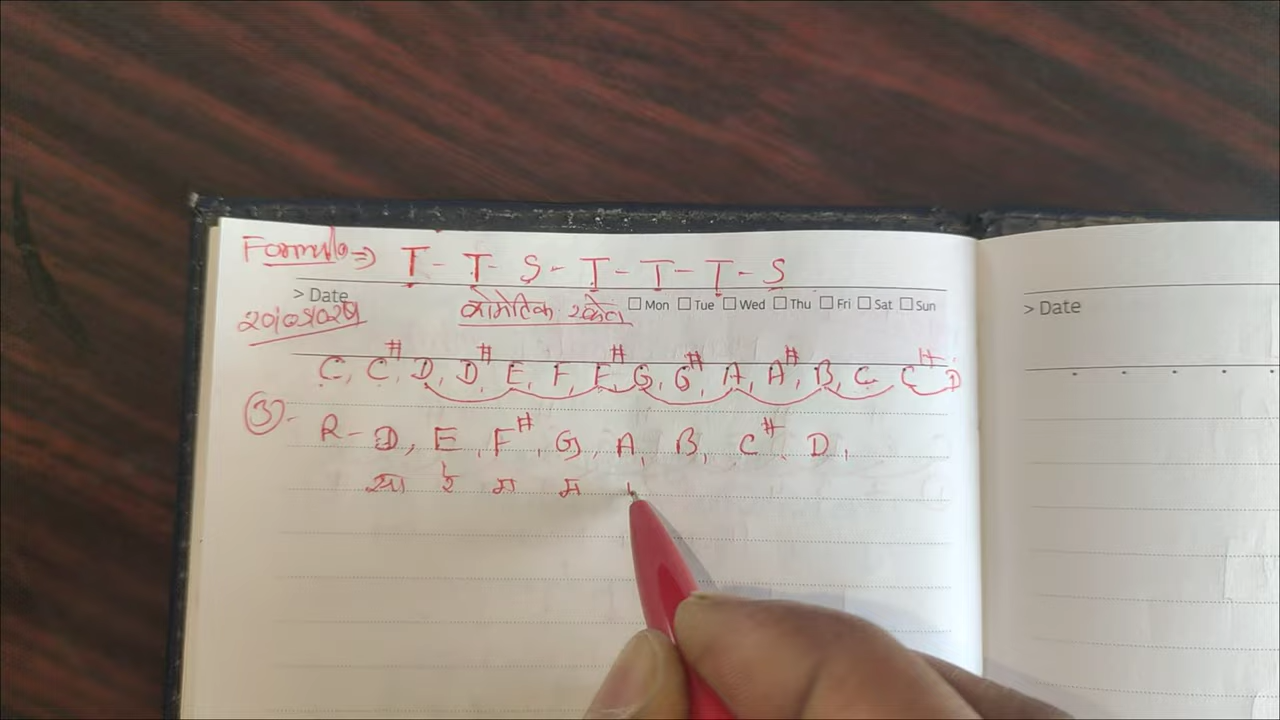 Formula ⇒ T - T - S - T - T - T - S
> Date □ Mon □ Tue □ Wed □ Thu □ Fri □ Sat □ Sun
C, C#, D, D#, E, F, F#, G, G#, A, A#, B, C, C# D
③ - R - D, E, F#, G, A, B, C#, D,
सा रे ग म
> Date